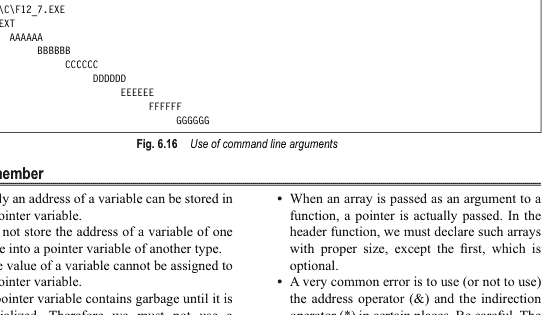 \C\F12_7.EXE
EXT
AAAAAA
BBBBBB
CCCCCC
DDDDDD
EEEEEE
FFFFFF
GGGGGG
Fig. 6.16 Use of command line arguments
member
ly an address of a variable can be stored in
ointer variable.
not store the address of a variable of one
e into a pointer variable of another type.
e value of a variable cannot be assigned to
ointer variable.
pointer variable contains garbage until it is
ialized. Therefore we must not use a
• When an array is passed as an argument to a
function, a pointer is actually passed. In the
header function, we must declare such arrays
with proper size, except the first, which is
optional.
• A very common error is to use (or not to use)
the address operator (&) and the indirection
operator (*) in certain places. Be careful. The